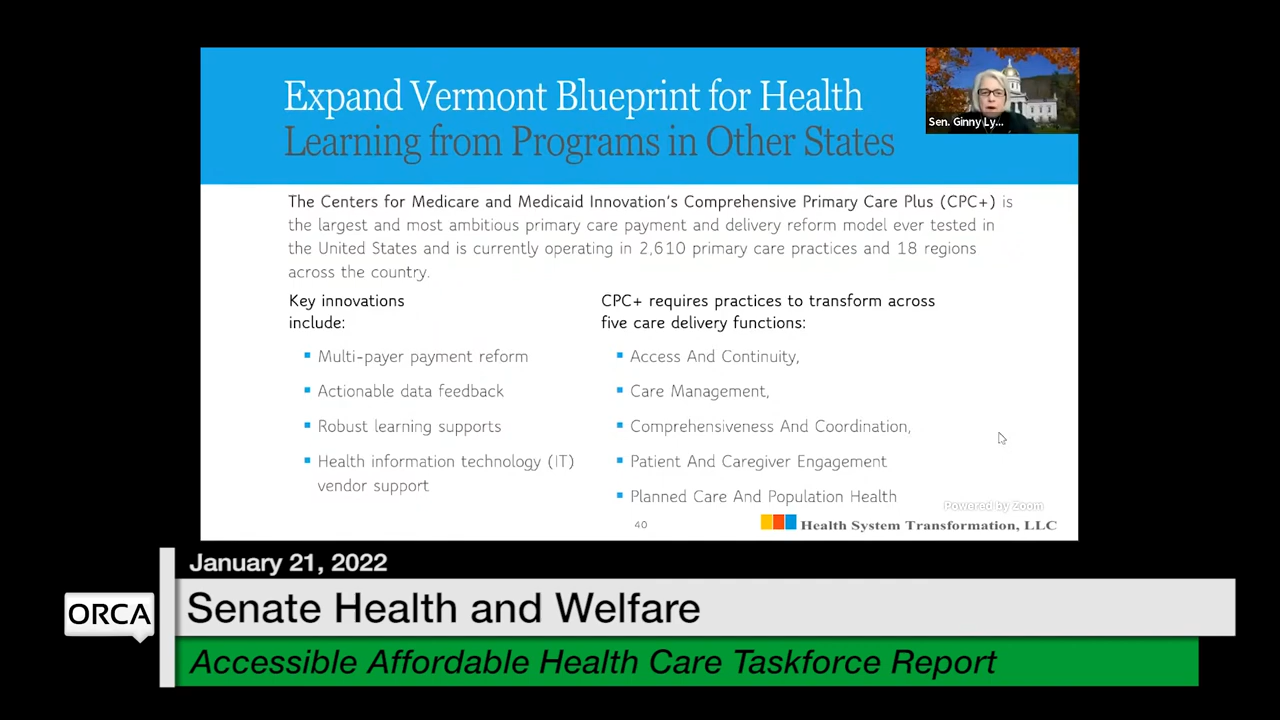 Expand Vermont Blueprint for Health
Learning from Programs in Other States
Sen. Ginny Ly...
The Centers for Medicare and Medicaid Innovation's Comprehensive Primary Care Plus (CPC+) is
the largest and most ambitious primary care payment and delivery reform model ever tested in
the United States and is currently operating in 2,610 primary care practices and 18 regions
across the country.
Key innovations
include:
Multi-payer payment reform
Actionable data feedback
Robust learning supports
Health information technology (IT)
vendor support
CPC+ requires practices to transform across
five care delivery functions:
Access And Continuity,
Care Management,
Comprehensiveness And Coordination,
Patient And Caregiver Engagement
Planned Care And Population Health
Powered by Zoom
40
Health System Transformation, LLC
January 21, 2022
ORCA
Senate Health and Welfare
Accessible Affordable Health Care Taskforce Report